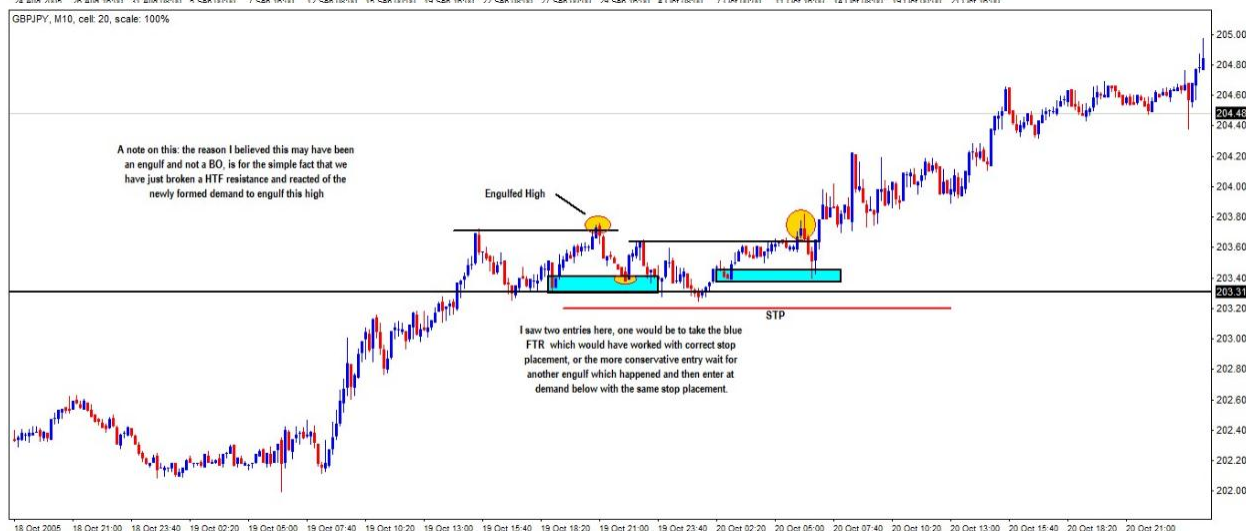 GBPJPY, M10, cell: 20, scale: 100%
205.00
204.80
204.60
204.48
204.40
204.20
204.00
203.80
203.60
203.40
203.31
203.20
203.00
202.80
202.60
202.40
202.20
202.00
A note on this: the reason I believed this may have been
an engulf and not a BO, is for the simple fact that we
have just broken a HTF resistance and reacted of the
newly formed demand to engulf this high
Engulfed High
STP
I saw two entries here, one would be to take the blue
FTR which would have worked with correct stop
placement, or the more conservative entry wait for
another engulf which happened and then enter at
demand below with the same stop placement.
18 Oct 2005 18 Oct 21:00 18 Oct 23:40 19 Oct 02:20 19 Oct 05:00 19 Oct 07:40 19 Oct 10:20 19 Oct 13:00 19 Oct 15:40 19 Oct 18:20 19 Oct 21:00 19 Oct 23:40 20 Oct 02:20 20 Oct 05:00 20 Oct 07:40 20 Oct 10:20 20 Oct 13:00 20 Oct 15:40 20 Oct 18:20 20 Oct 21:00